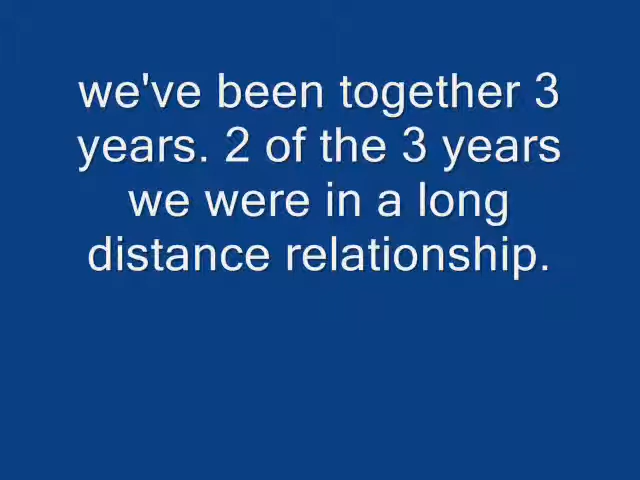 we've been together 3
years. 2 of the 3 years
we were in a long
distance relationship.